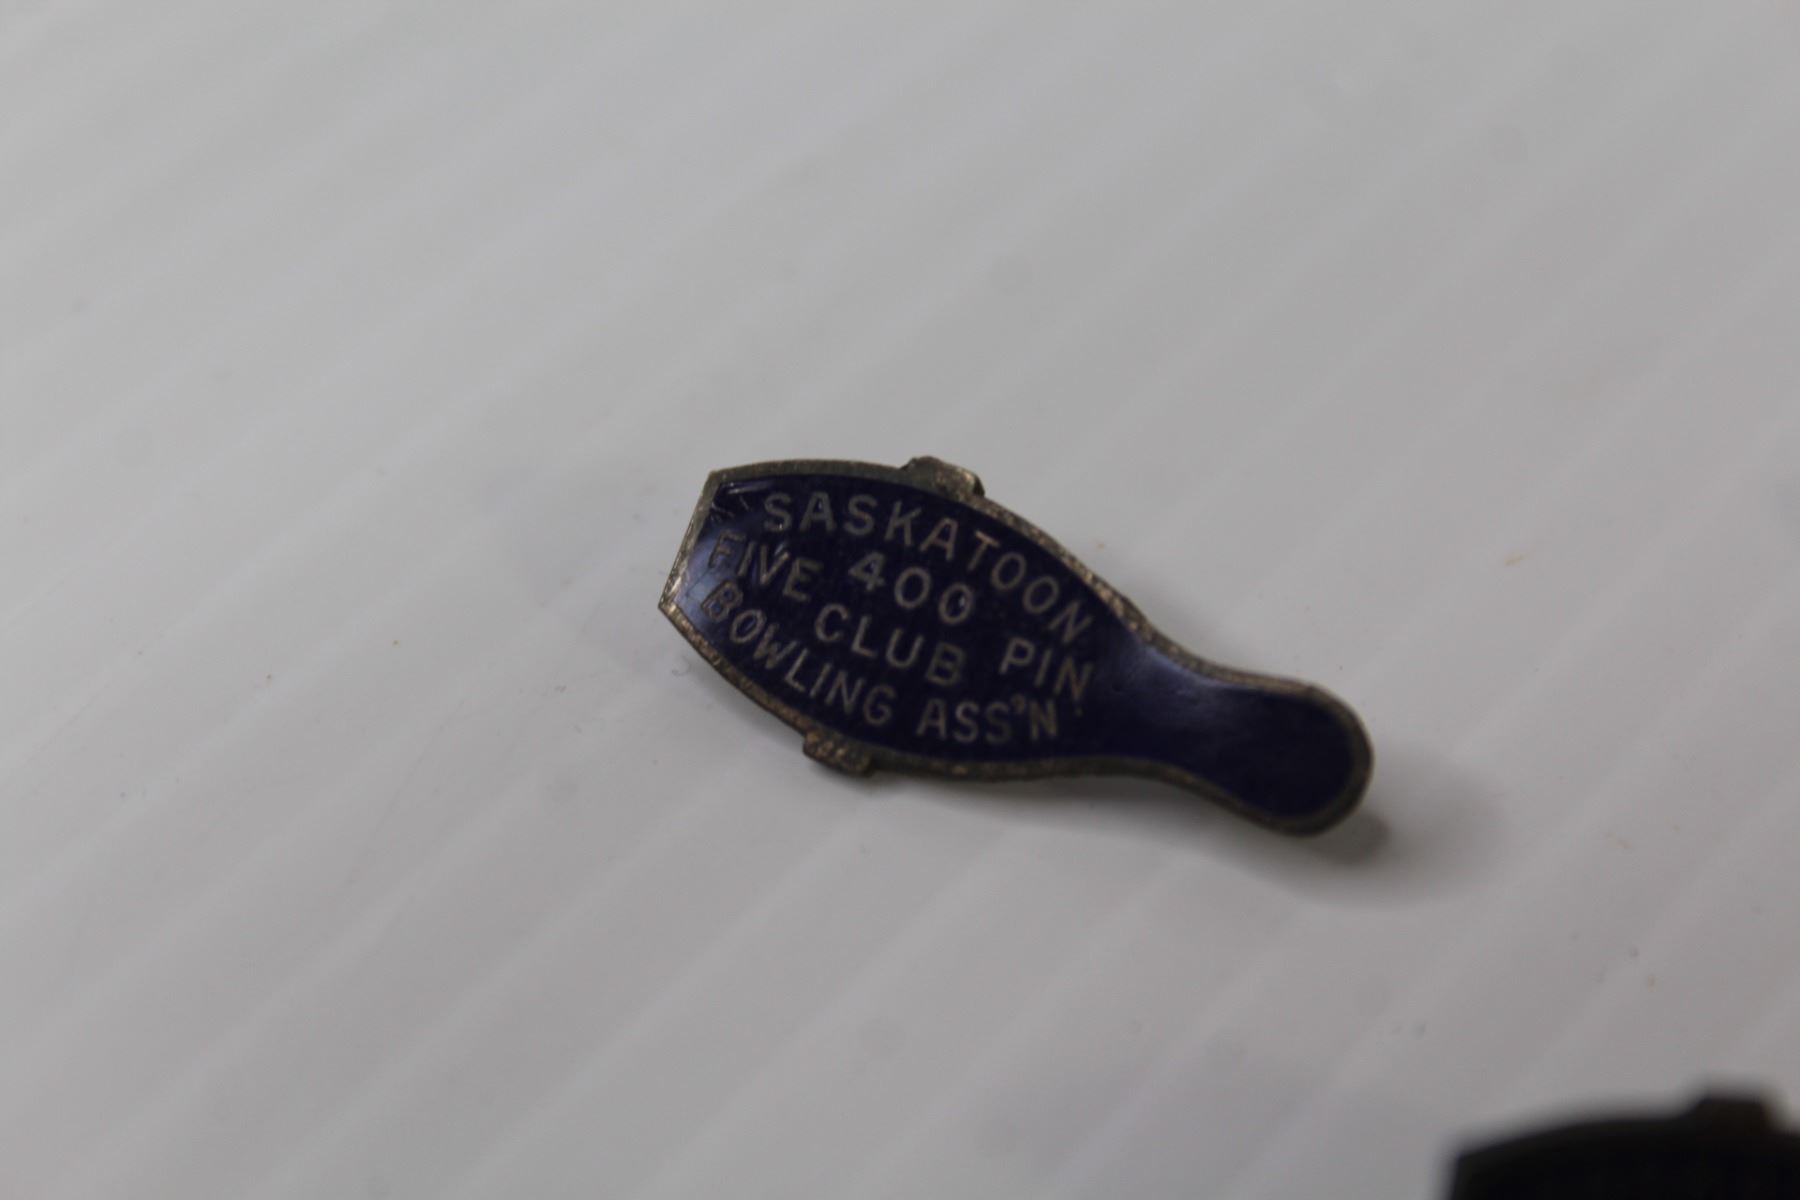 SASKATOON
FIVE 400 PIN
CLUB
BOWLING ASS'N